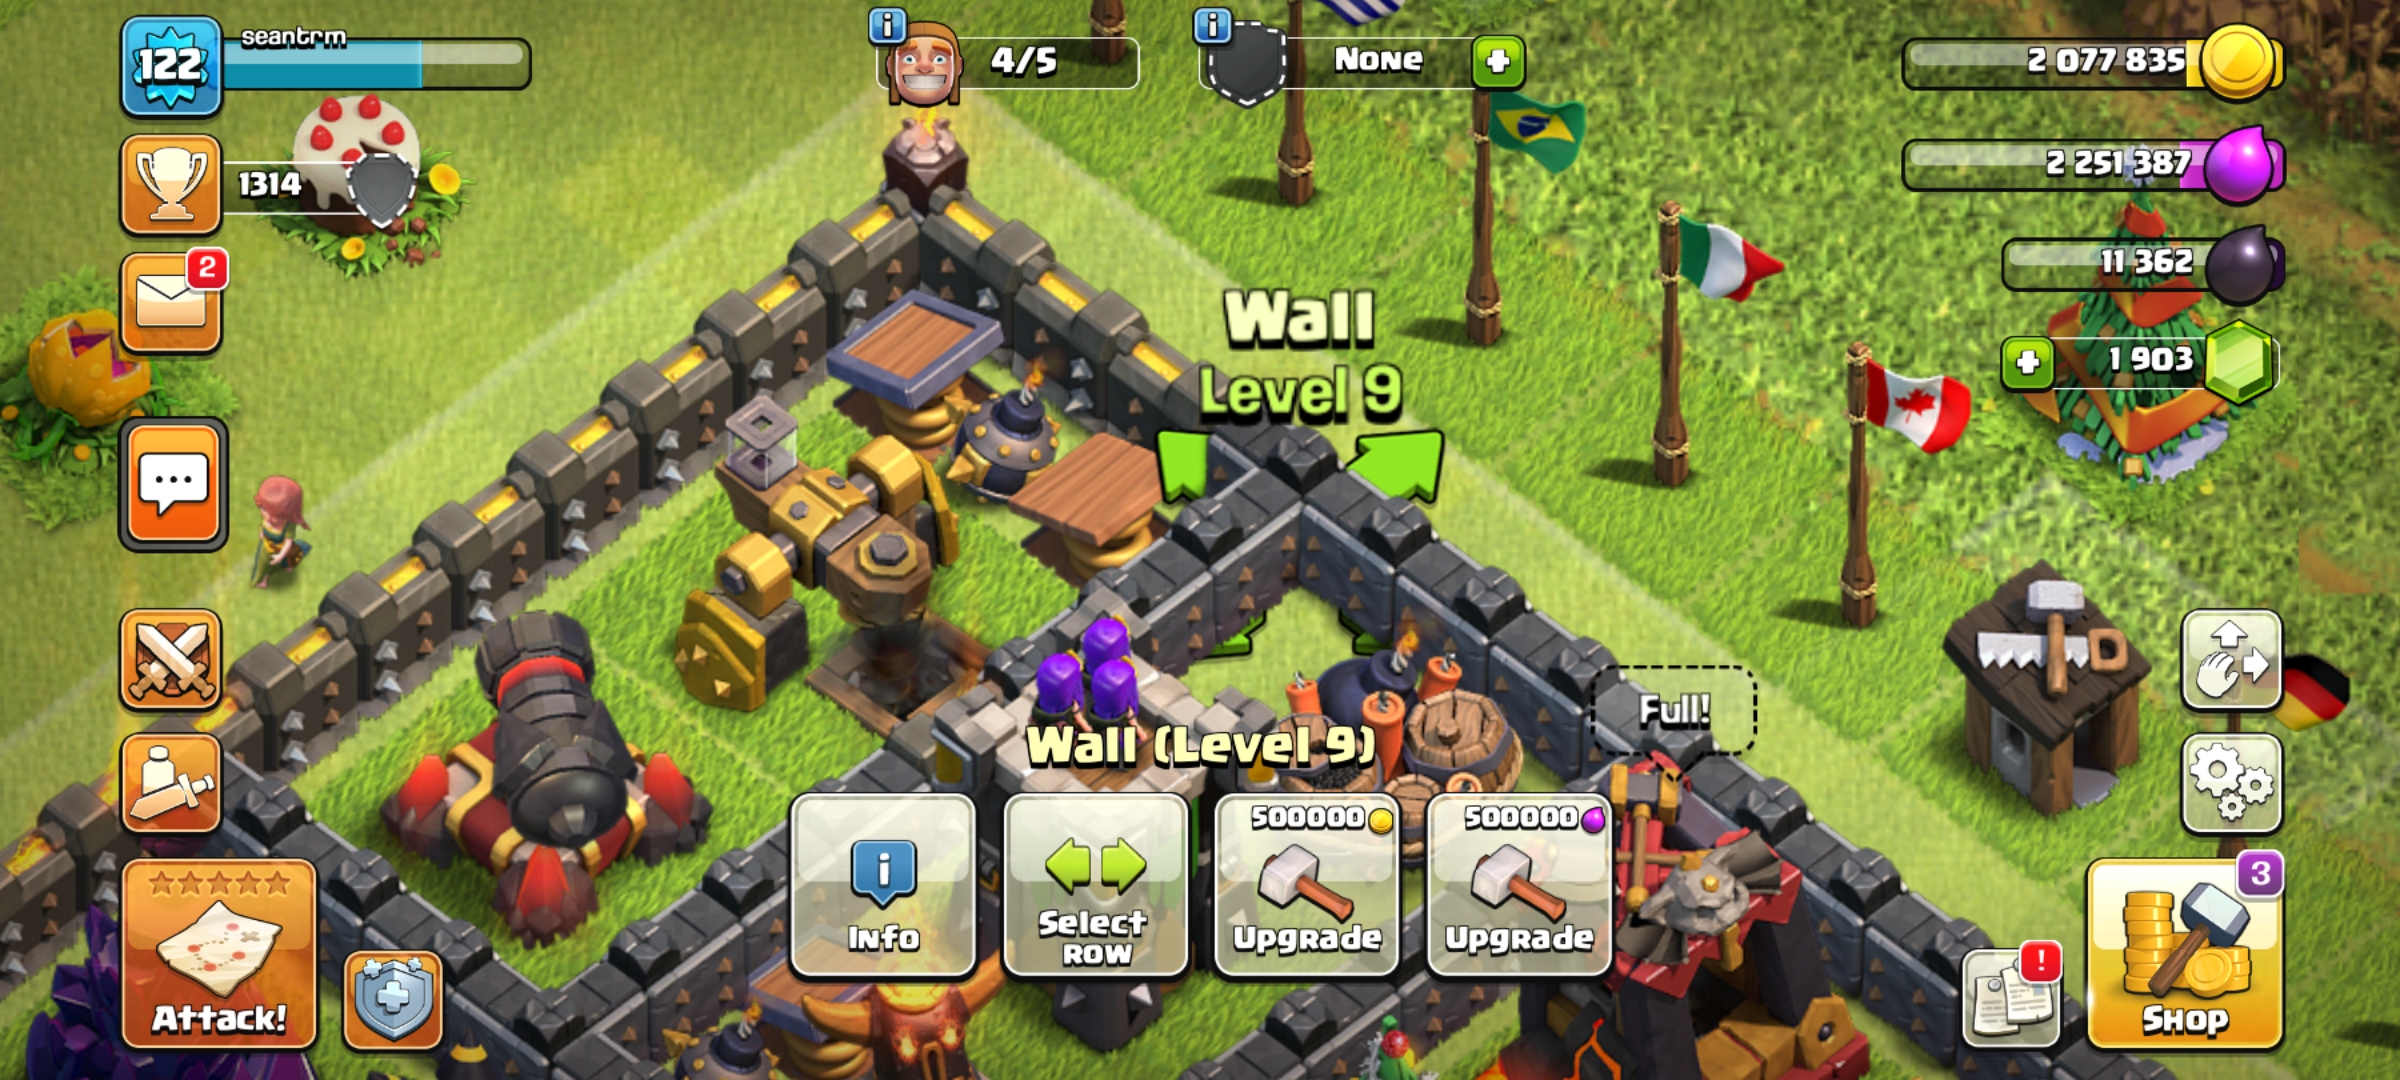 122
seantrm
4/5
None
2 077 835
1314
2 251 387
2
11 362
1 903
Wall
Level 9
Full!
Wall (Level 9)
Info
Select
Row
500000
Upgrade
500000
Upgrade
Attack!
!
3
Shop